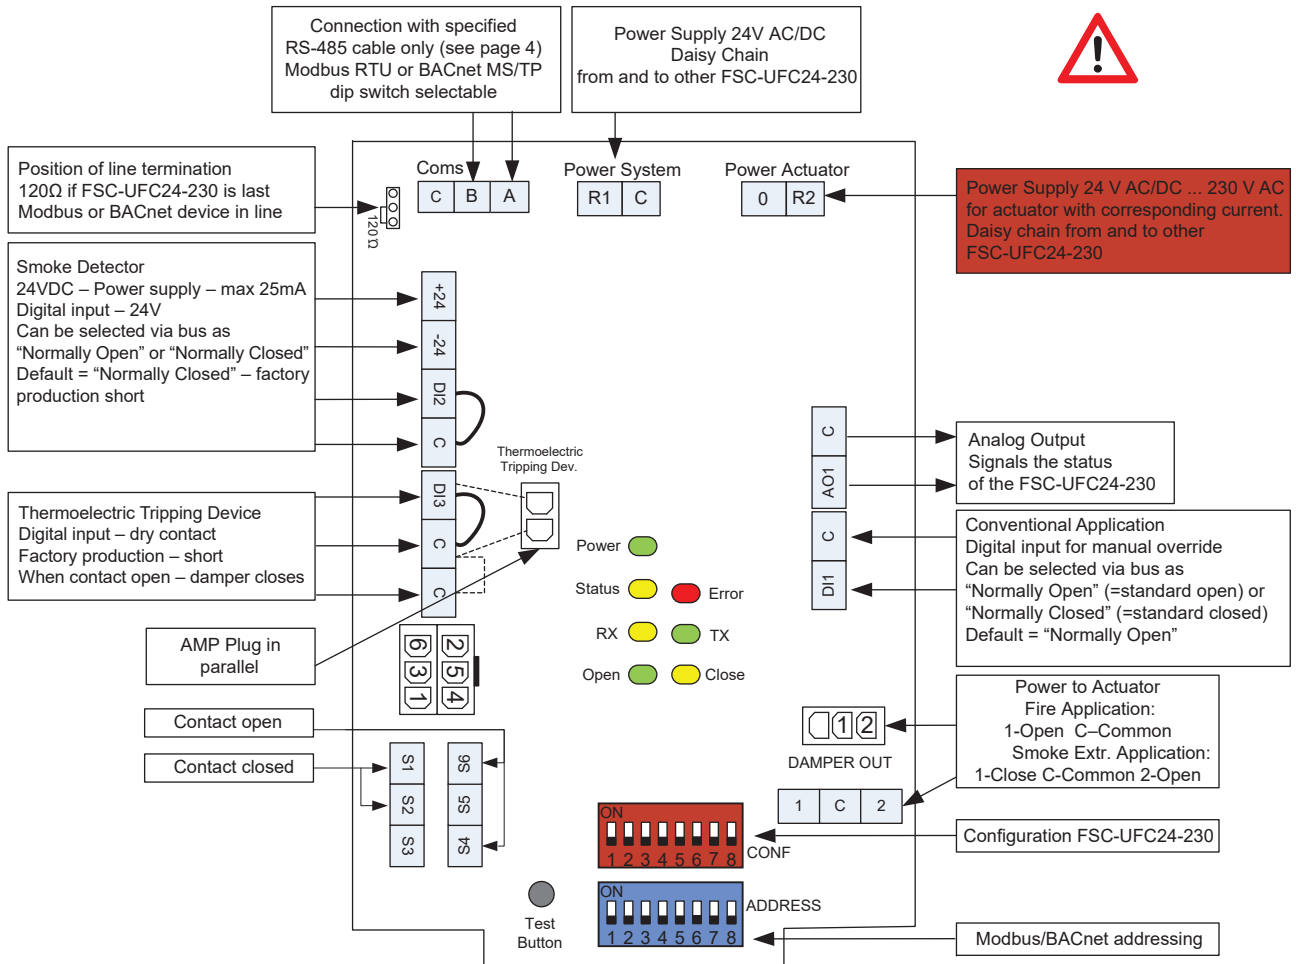 Connection with specified
RS-485 cable only (see page 4)
Modbus RTU or BACnet MS/TP
dip switch selectable
Power Supply 24V AC/DC
Daisy Chain
from and to other FSC-UFC24-230
Position of line termination
120Ω if FSC-UFC24-230 is last
Modbus or BACnet device in line
120Ω
Coms
C B A
Power System
R1 C
Power Actuator
0 R2
Power Supply 24 V AC/DC ... 230 V AC
for actuator with corresponding current.
Daisy chain from and to other
FSC-UFC24-230
Smoke Detector
24VDC – Power supply – max 25mA
Digital input – 24V
Can be selected via bus as
“Normally Open” or “Normally Closed”
Default = “Normally Closed” – factory
production short
+24
-24
DI2
C
DI3
C
C
Thermoelectric
Tripping Dev.
Thermoelectric Tripping Device
Digital input – dry contact
Factory production – short
When contact open – damper closes
AMP Plug in
parallel
C
AO1
C
DI1
Analog Output
Signals the status
of the FSC-UFC24-230
Conventional Application
Digital input for manual override
Can be selected via bus as
“Normally Open” (=standard open) or
“Normally Closed” (=standard closed)
Default = “Normally Open”
Power
Status Error
RX TX
Open Close
6 2
3 5
1 4
Contact open
Contact closed
S1 S6
S2 S5
S3 S4
1 2
DAMPER OUT
1 C 2
Power to Actuator
Fire Application:
1-Open C–Common
Smoke Extr. Application:
1-Close C-Common 2-Open
ON
1 2 3 4 5 6 7 8
CONF
Configuration FSC-UFC24-230
ON
1 2 3 4 5 6 7 8
ADDRESS
Modbus/BACnet addressing
Test
Button
!